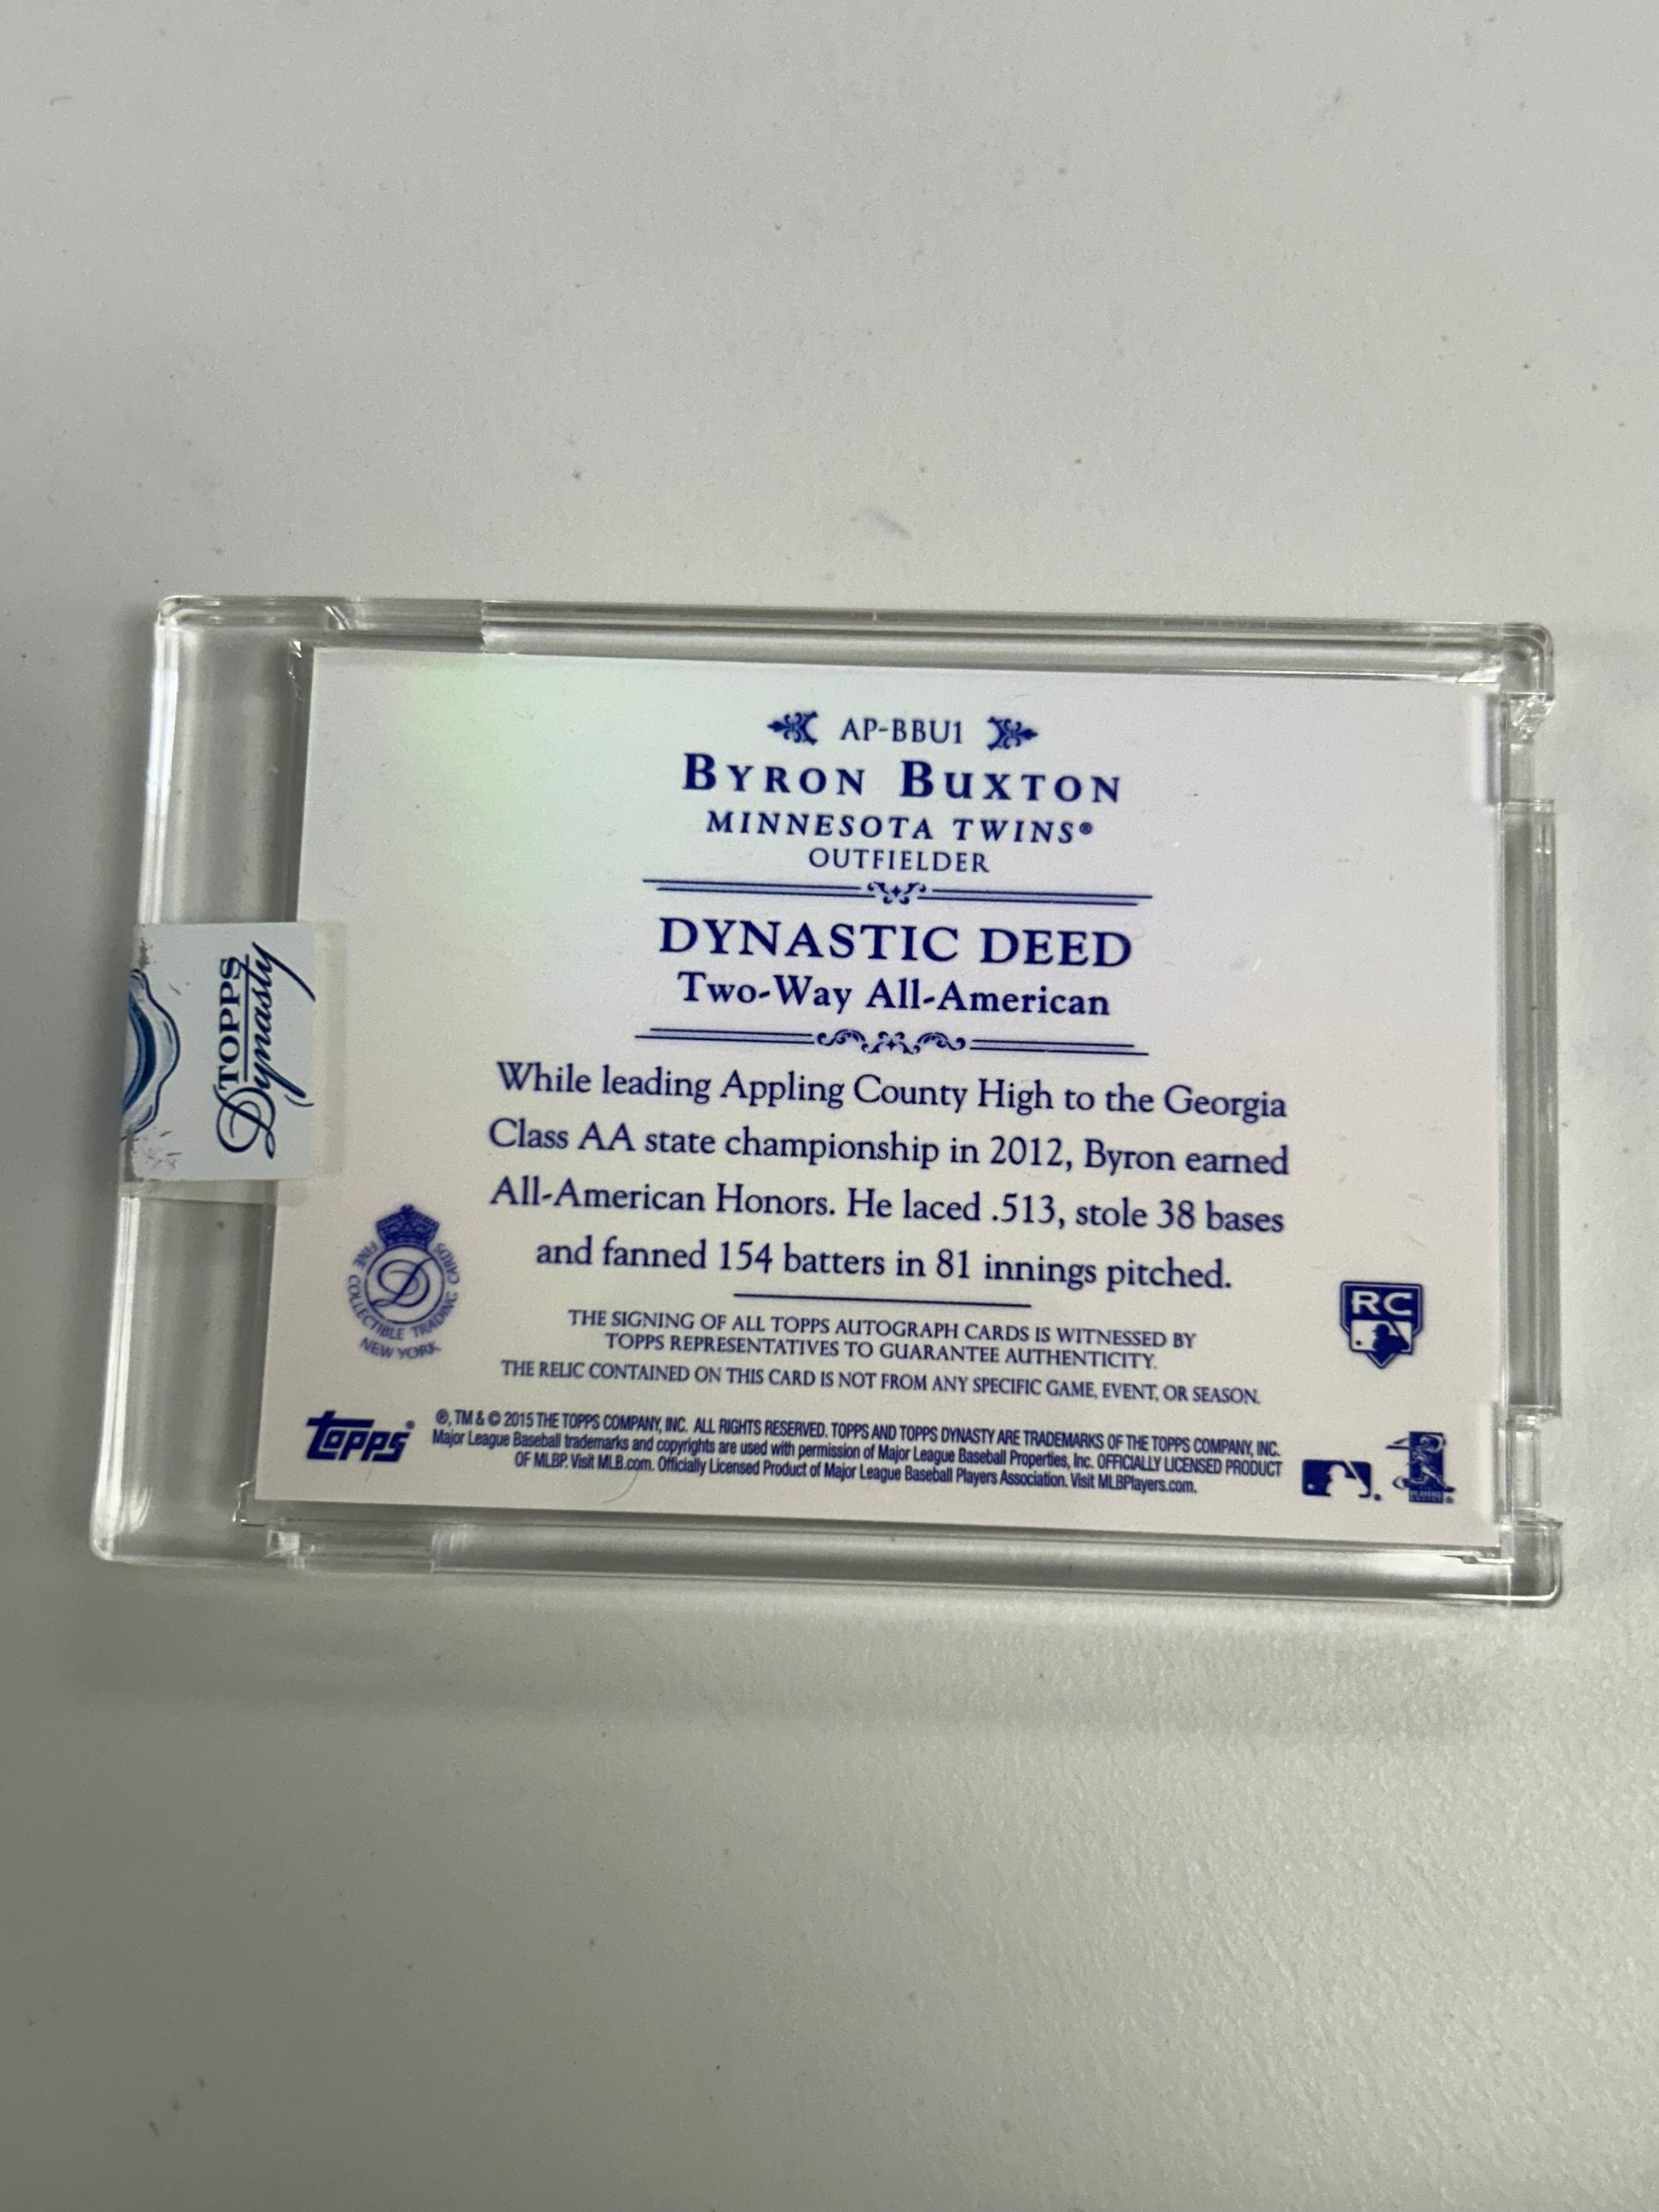 AP-BBU1
BYRON BUXTON
MINNESOTA TWINS®
OUTFIELDER
DYNASTIC DEED
Two-Way All-American
While leading Appling County High to the Georgia
Class AA state championship in 2012, Byron earned
All-American Honors. He laced .513, stole 38 bases
and fanned 154 batters in 81 innings pitched.
THE SIGNING OF ALL TOPPS AUTOGRAPH CARDS IS WITNESSED BY
TOPPS REPRESENTATIVES TO GUARANTEE AUTHENTICITY.
THE RELIC CONTAINED ON THIS CARD IS NOT FROM ANY SPECIFIC GAME, EVENT, OR SEASON.
®, TM & © 2015 THE TOPPS COMPANY, INC. ALL RIGHTS RESERVED. TOPPS AND TOPPS DYNASTY ARE TRADEMARKS OF THE TOPPS COMPANY, INC.
Major League Baseball trademarks and copyrights are used with permission of Major League Baseball Properties, Inc. OFFICIALLY LICENSED PRODUCT
OF MLBP. Visit MLB.com. Officially Licensed Product of Major League Baseball Players Association. Visit MLBPlayers.com.
topps®
RC
D
FINE COLLECTIBLE TRADING CARDS
NEW YORK
TOPPS
Dynasty